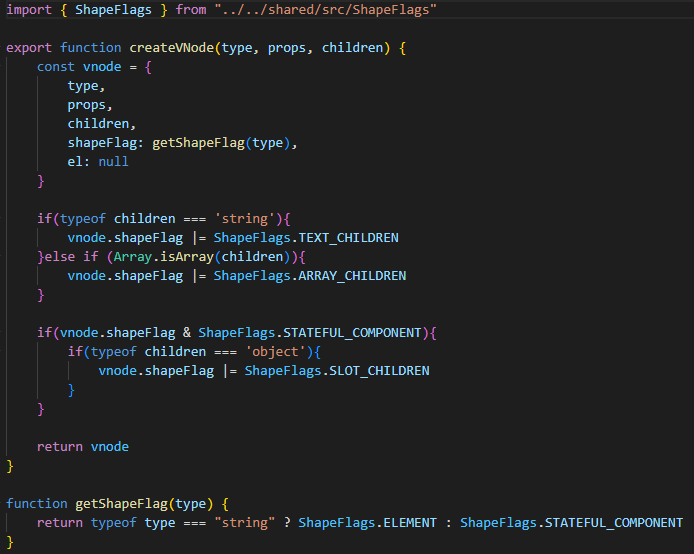 import { ShapeFlags } from "../../shared/src/ShapeFlags"
export function createVNode(type, props, children) {
const vnode = {
type,
props,
children,
shapeFlag: getShapeFlag(type),
el: null
}
if(typeof children === 'string'){
vnode.shapeFlag |= ShapeFlags.TEXT_CHILDREN
}else if (Array.isArray(children)){
vnode.shapeFlag |= ShapeFlags.ARRAY_CHILDREN
}
if(vnode.shapeFlag & ShapeFlags.STATEFUL_COMPONENT){
if(typeof children === 'object'){
vnode.shapeFlag |= ShapeFlags.SLOT_CHILDREN
}
}
return vnode
}
function getShapeFlag(type) {
return typeof type === "string" ? ShapeFlags.ELEMENT : ShapeFlags.STATEFUL_COMPONENT
}